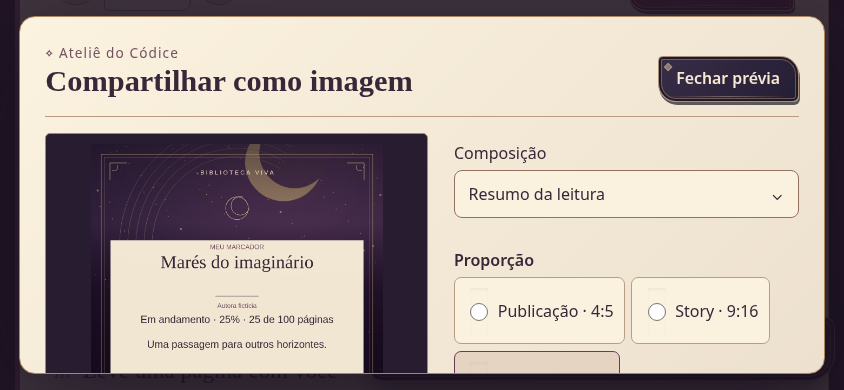 Ateliê do Códice
Compartilhar como imagem
Fechar prévia
BIBLIOTECA VIVA
MEU MARCADOR
Marés do imaginário
Autora fictícia
Em andamento · 25% · 25 de 100 páginas
Uma passagem para outros horizontes.
Composição
Resumo da leitura
Proporção
Publicação · 4:5
Story · 9:16